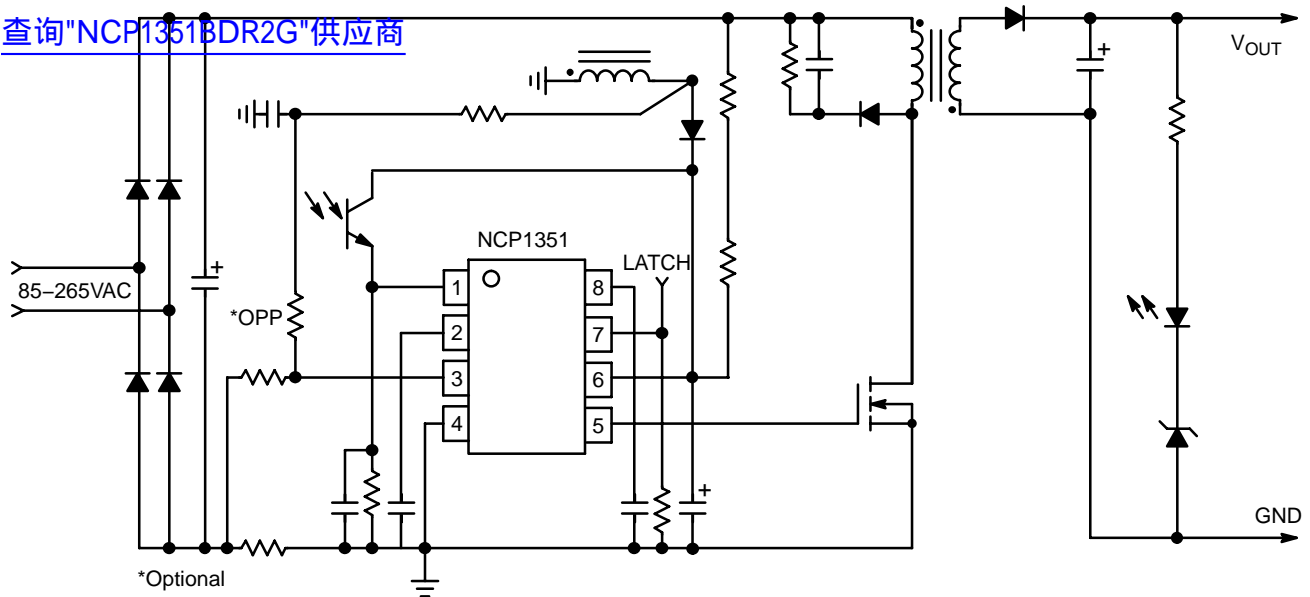 查询"NCP1351BDR2G"供应商
V_OUT
NCP1351
LATCH
85–265VAC
*OPP
1
8
2
7
3
6
4
5
+
+
+
GND
*Optional